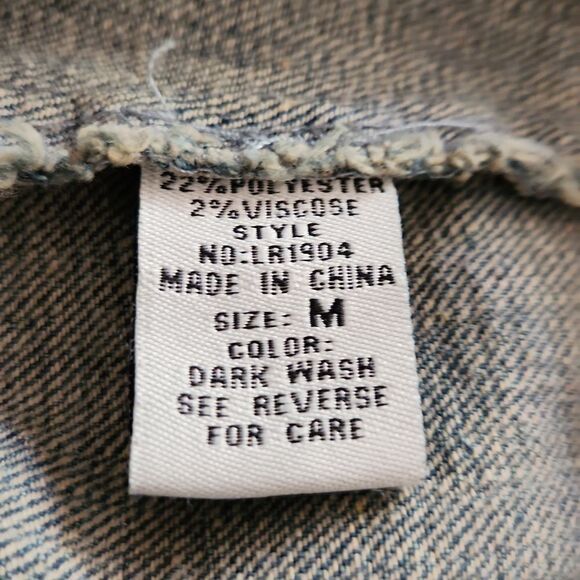 22%POLYESTER
2%VISCOSE
STYLE
NO:LR1904
MADE IN CHINA
SIZE: M
COLOR:
DARK WASH
SEE REVERSE
FOR CARE